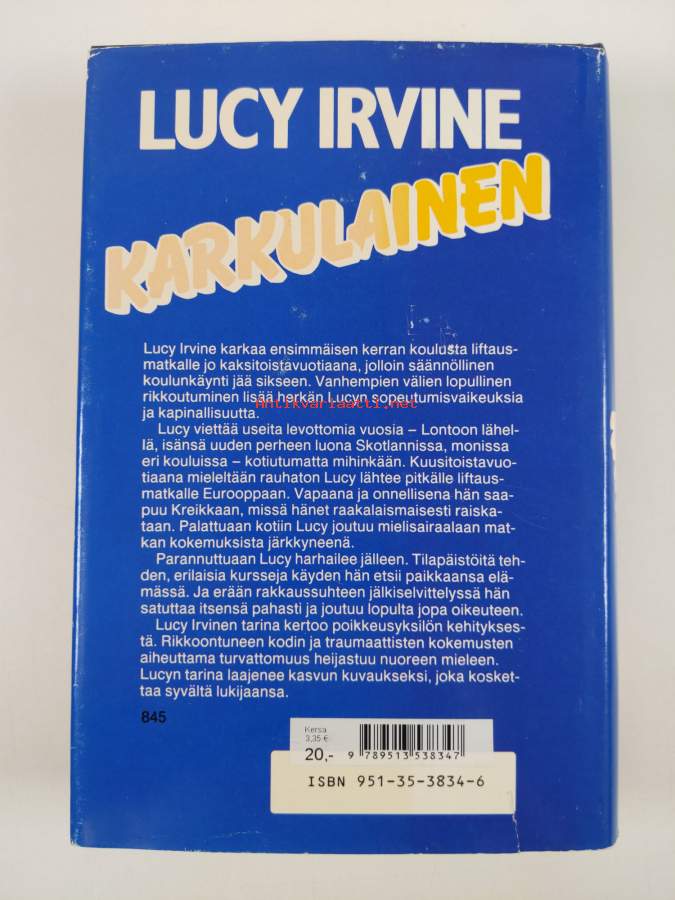 LUCY IRVINE
KARKULAINEN
Lucy Irvine karkaa ensimmäisen kerran koulusta liftaus-
matkalle jo kaksitoistavuotiaana, jolloin säännöllinen
koulunkäynti jää sikseen. Vanhempien välien lopullinen
rikkoutuminen lisää herkän Lucyn sopeutumisvaikeuksia
ja kapinallisuutta.
Antikvariaatti.net
Lucy viettää useita levottomia vuosia – Lontoon lähel-
lä, isänsä uuden perheen luona Skotlannissa, monissa
eri kouluissa – kotiutumatta mihinkään. Kuusitoistavuo-
tiaana mieleltään rauhaton Lucy lähtee pitkälle liftaus-
matkalle Eurooppaan. Vapaana ja onnellisena hän saa-
puu Kreikkaan, missä hänet raakalaismaisesti raiska-
taan. Palattuaan kotiin Lucy joutuu mielisairaalaan mat-
kan kokemuksista järkkyneenä.
Parannuttuaan Lucy harhailee jälleen. Tilapäistöitä teh-
den, erilaisia kursseja käyden hän etsii paikkaansa elä-
mässä. Ja erään rakkaussuhteen jälkiselvittelyssä hän
satuttaa itsensä pahasti ja joutuu lopulta jopa oikeuteen.
Lucy Irvinen tarina kertoo poikkeusyksilön kehitykses-
tä. Rikkoontuneen kodin ja traumaattisten kokemusten
aiheuttama turvattomuus heijastuu nuoreen mieleen.
Lucyn tarina laajenee kasvun kuvaukseksi, joka kosket-
taa syvältä lukijaansa.
845
Kersa
3,35 €
20,-
9 789513 538347
ISBN 951-35-3834-6